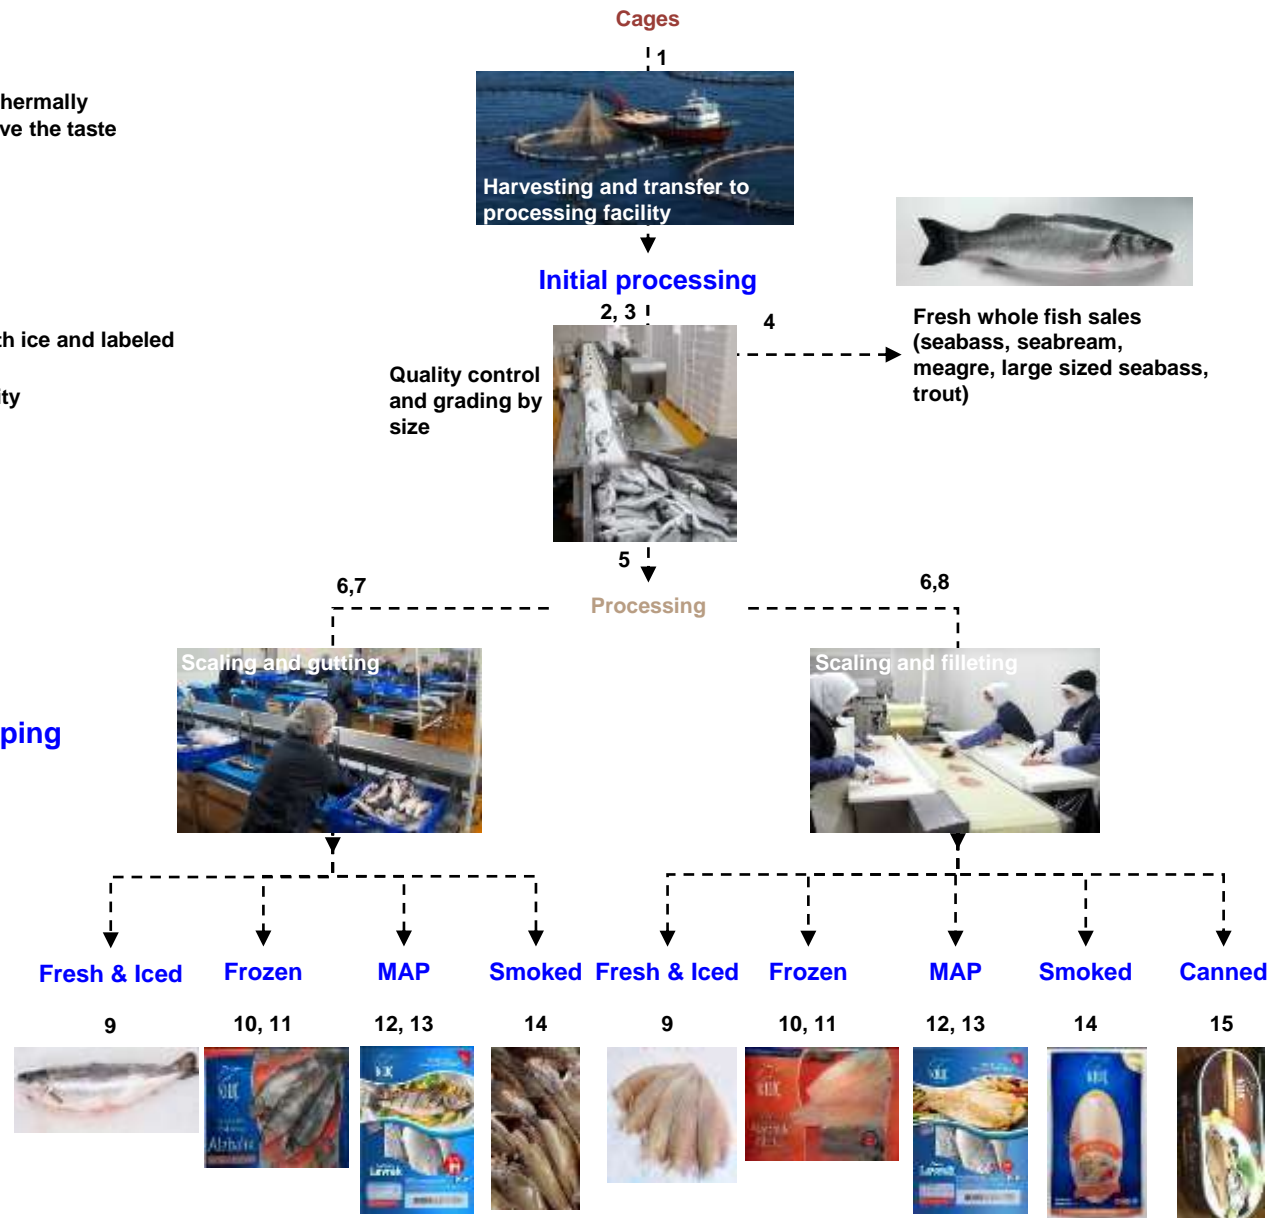 Cages
1
hermally
ve the taste
Harvesting and transfer to
processing facility
Initial processing
2, 3
4
Fresh whole fish sales
(seabass, seabream,
meagre, large sized seabass,
trout)
th ice and labeled
ity
Quality control
and grading by
size
5
6,7
6,8
Processing
Scaling and gutting
Scaling and filleting
ping
Fresh & Iced
Frozen
MAP
Smoked
Fresh & Iced
Frozen
MAP
Smoked
Canned
9
10, 11
12, 13
14
9
10, 11
12, 13
14
15
Levrek
Levrek